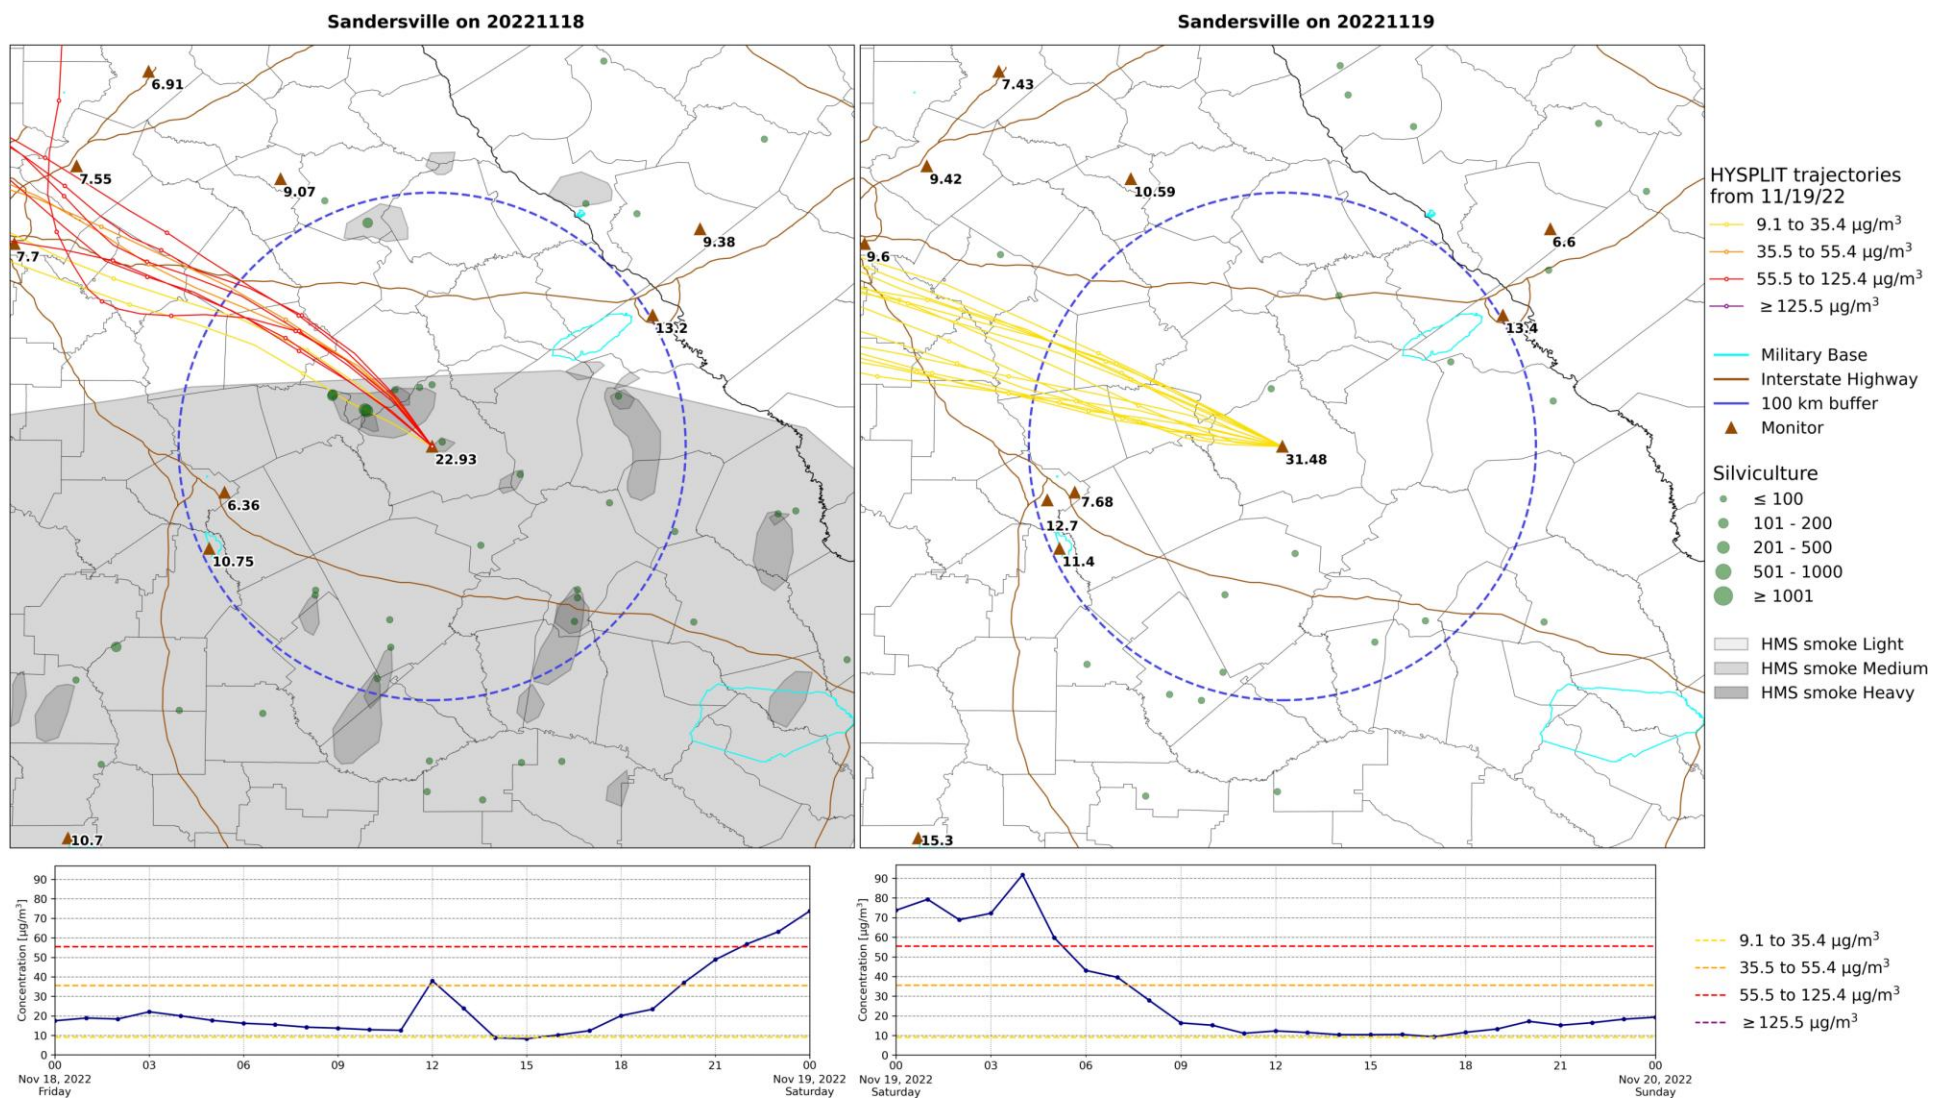 Sandersville on 20221118
6.91
7.55
9.07
7.7
9.38
13.2
22.93
6.36
10.75
10.7
Sandersville on 20221119
7.43
9.42
10.59
9.6
6.6
13.4
31.48
7.68
12.7
11.4
15.3
HYSPLIT trajectories
from 11/19/22
9.1 to 35.4 μg/m³
35.5 to 55.4 μg/m³
55.5 to 125.4 μg/m³
≥ 125.5 μg/m³
Military Base
Interstate Highway
100 km buffer
Monitor
Silviculture
≤ 100
101 - 200
201 - 500
501 - 1000
≥ 1001
HMS smoke Light
HMS smoke Medium
HMS smoke Heavy
Concentration [μg/m³]
90
80
70
60
50
40
30
20
10
0
00 03 06 09 12 15 18 21 00
Nov 18, 2022 Nov 19, 2022
Friday Saturday
Concentration [μg/m³]
90
80
70
60
50
40
30
20
10
0
00 03 06 09 12 15 18 21 00
Nov 19, 2022 Nov 20, 2022
Saturday Sunday
9.1 to 35.4 μg/m³
35.5 to 55.4 μg/m³
55.5 to 125.4 μg/m³
≥ 125.5 μg/m³